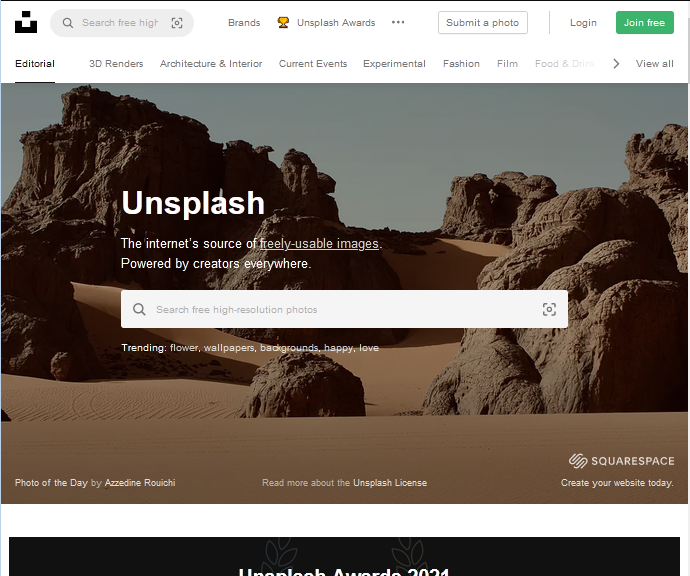 Search free high
Brands
Unsplash Awards
Submit a photo
Login
Join free
Editorial
3D Renders
Architecture & Interior
Current Events
Experimental
Fashion
Film
Food & Drink
View all
Unsplash
The internet's source of freely-usable images.
Powered by creators everywhere.
Search free high-resolution photos
Trending: flower, wallpapers, backgrounds, happy, love
SQUARESPACE
Photo of the Day by Azzedine Rouichi
Read more about the Unsplash License
Create your website today.
Unsplash Awards 2021